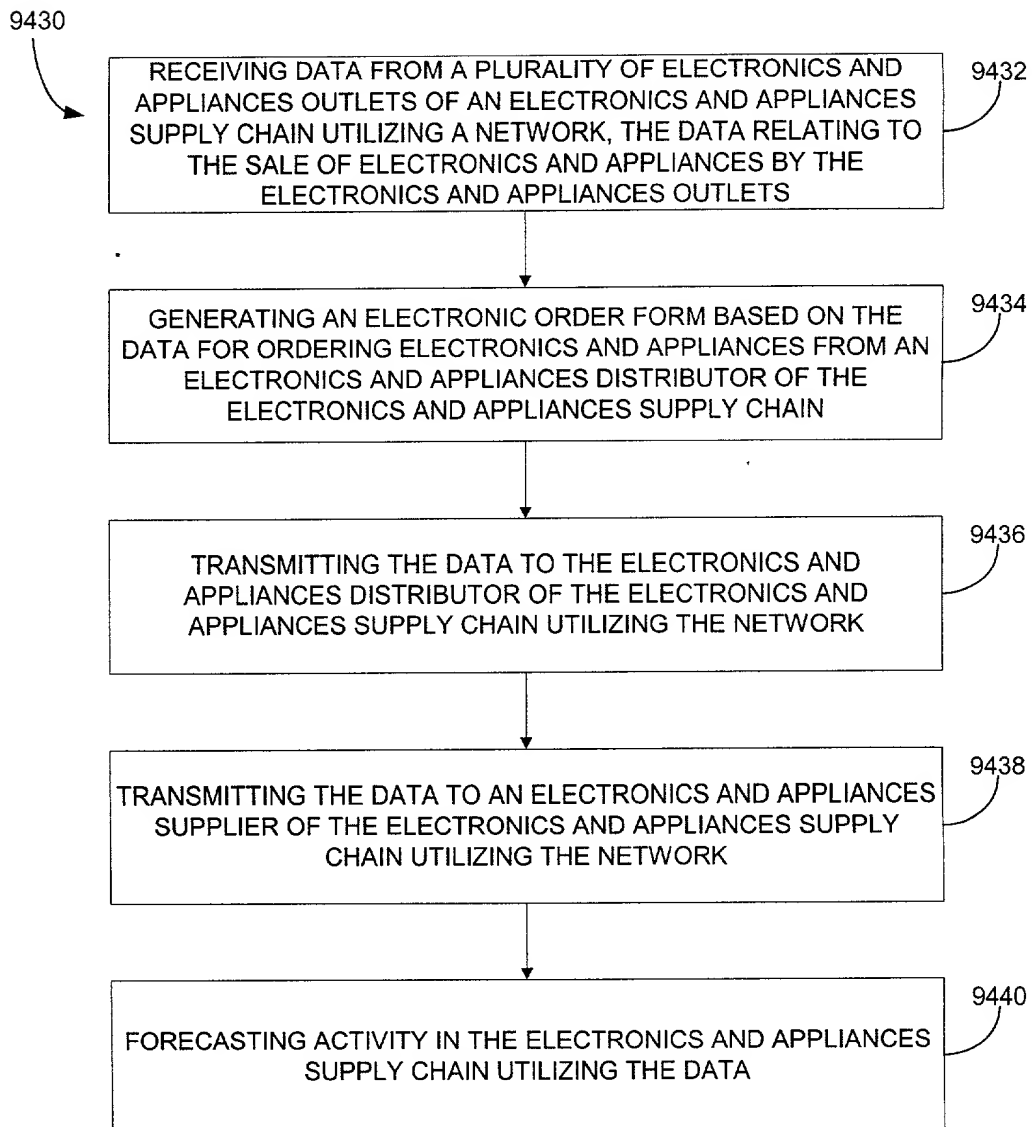 9430
RECEIVING DATA FROM A PLURALITY OF ELECTRONICS AND
APPLIANCES OUTLETS OF AN ELECTRONICS AND APPLIANCES
SUPPLY CHAIN UTILIZING A NETWORK, THE DATA RELATING TO
THE SALE OF ELECTRONICS AND APPLIANCES BY THE
ELECTRONICS AND APPLIANCES OUTLETS
9432
GENERATING AN ELECTRONIC ORDER FORM BASED ON THE
DATA FOR ORDERING ELECTRONICS AND APPLIANCES FROM AN
ELECTRONICS AND APPLIANCES DISTRIBUTOR OF THE
ELECTRONICS AND APPLIANCES SUPPLY CHAIN
9434
TRANSMITTING THE DATA TO THE ELECTRONICS AND
APPLIANCES DISTRIBUTOR OF THE ELECTRONICS AND
APPLIANCES SUPPLY CHAIN UTILIZING THE NETWORK
9436
TRANSMITTING THE DATA TO AN ELECTRONICS AND APPLIANCES
SUPPLIER OF THE ELECTRONICS AND APPLIANCES SUPPLY
CHAIN UTILIZING THE NETWORK
9438
FORECASTING ACTIVITY IN THE ELECTRONICS AND APPLIANCES
SUPPLY CHAIN UTILIZING THE DATA
9440